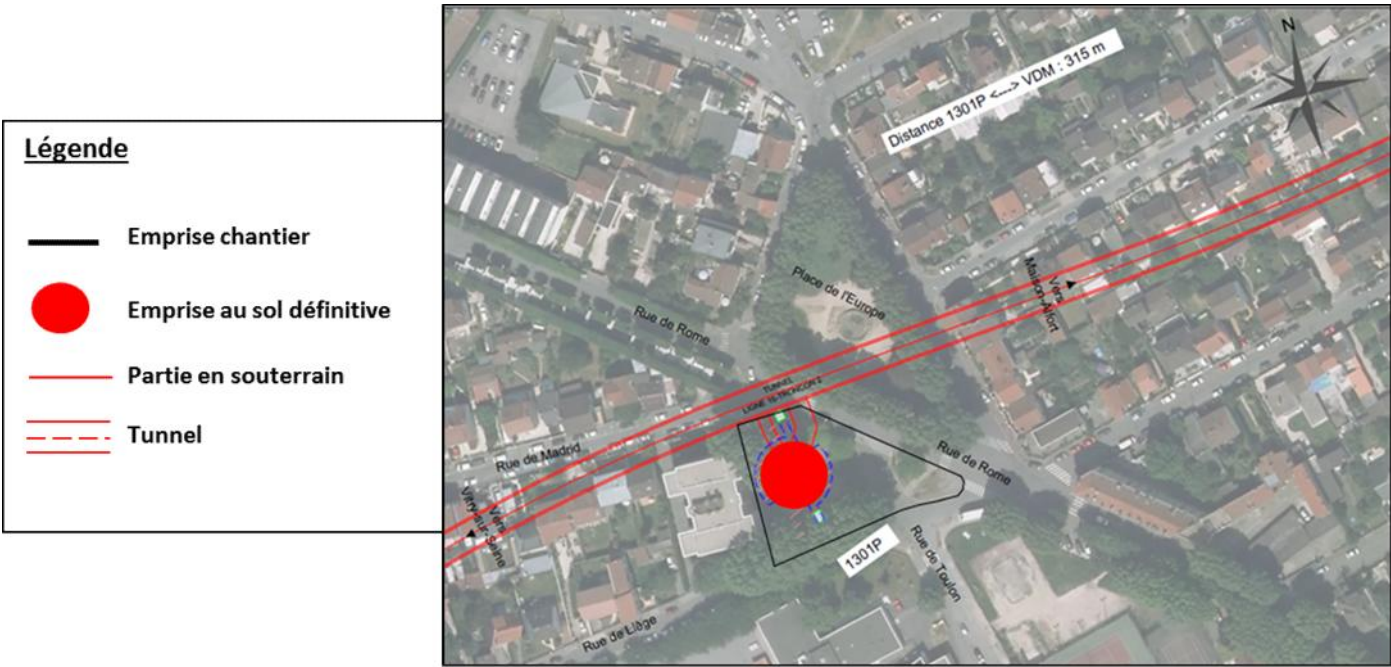 Légende
Emprise chantier
Emprise au sol définitive
Partie en souterrain
Tunnel
N
Distance 1301P <---> VDM : 315 m
Place de l'Europe
Vers
Maison-Alfort
Rue de Rome
TUNNEL
LIGNE 15-TRONCON 2
Rue de Madrid
Rue de Rome
Vers
Vitry-sur-Seine
1301P
Rue de Toulon
Rue de Liège